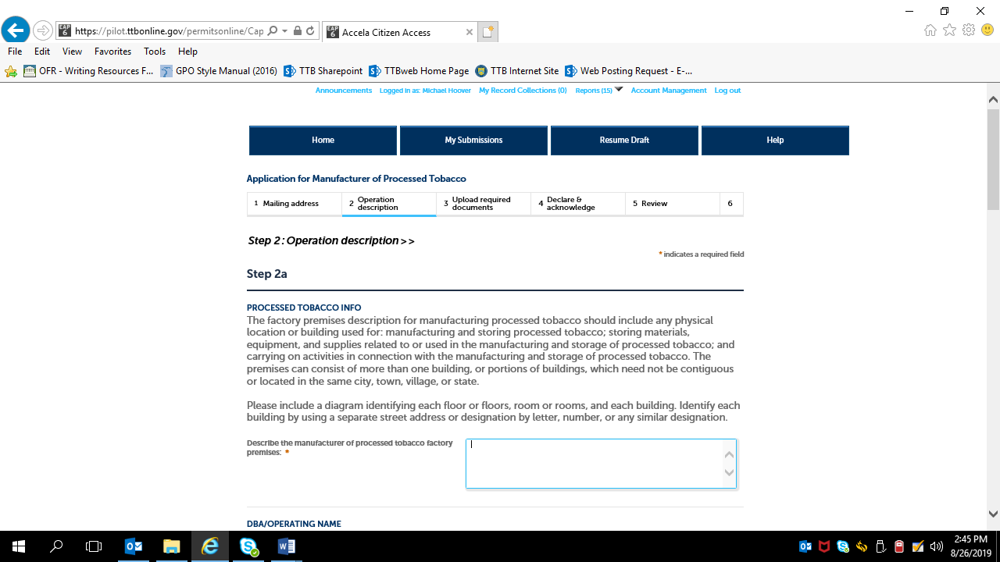 EAP 6 https://pilot.ttbonline.gov/permitsonline/Cap EAP 6 Accela Citizen Access
File Edit View Favorites Tools Help
OFR - Writing Resources F... GPO Style Manual (2016) TTB Sharepoint TTBweb Home Page TTB Internet Site Web Posting Request - E-...
Announcements Logged in as: Michael Hoover My Record Collections (0) Reports (15) Account Management Log out
Home My Submissions Resume Draft Help
Application for Manufacturer of Processed Tobacco
1 Mailing address 2 Operation description 3 Upload required documents 4 Declare & acknowledge 5 Review 6
Step 2 : Operation description > >
* indicates a required field
Step 2a
PROCESSED TOBACCO INFO
The factory premises description for manufacturing processed tobacco should include any physical
location or building used for: manufacturing and storing processed tobacco; storing materials,
equipment, and supplies related to or used in the manufacturing and storage of processed tobacco; and
carrying on activities in connection with the manufacturing and storage of processed tobacco. The
premises can consist of more than one building, or portions of buildings, which need not be contiguous
or located in the same city, town, village, or state.
Please include a diagram identifying each floor or floors, room or rooms, and each building. Identify each
building by using a separate street address or designation by letter, number, or any similar designation.
Describe the manufacturer of processed tobacco factory
premises: *
DBA/OPERATING NAME
2:45 PM
8/26/2019